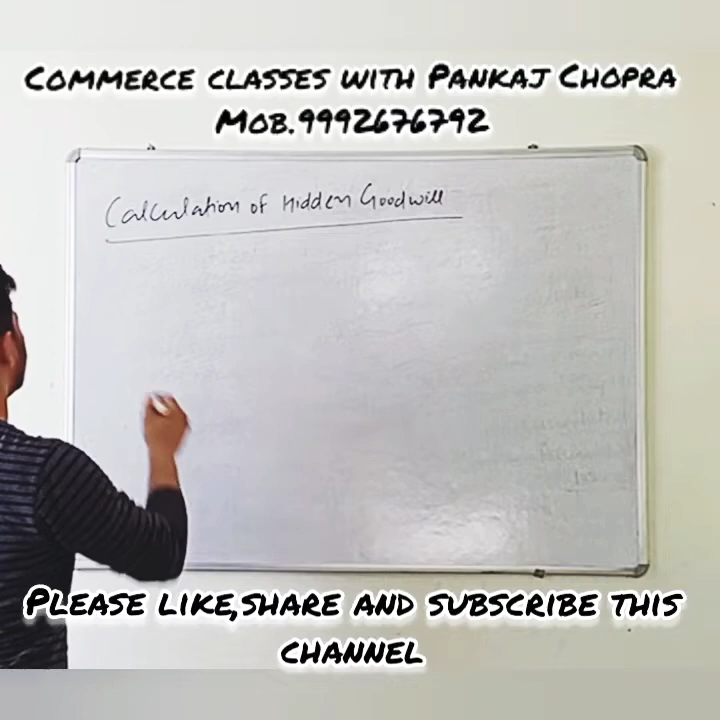 COMMERCE CLASSES WITH PANKAJ CHOPRA
MOB.9992676792
Calculation of Hidden Goodwill
PLEASE LIKE,SHARE AND SUBSCRIBE THIS
CHANNEL